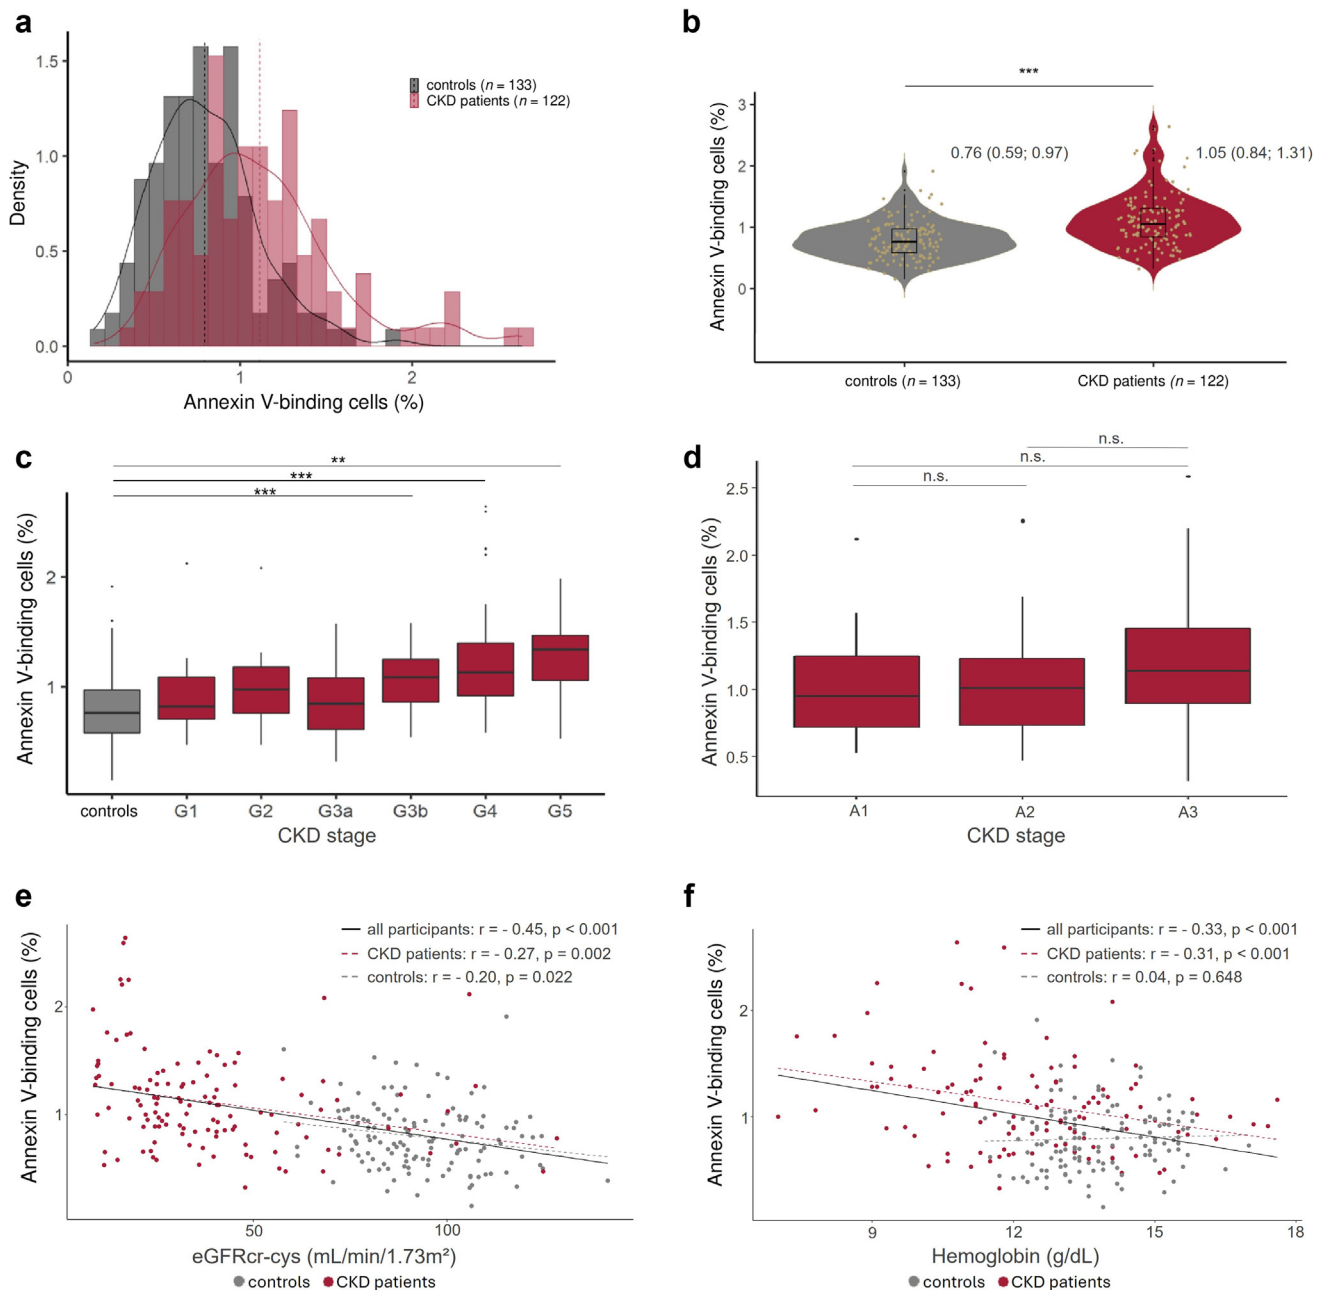 a
Density
1.5
1.0
0.5
0.0
0
1
2
Annexin V-binding cells (%)
controls (n = 133)
CKD patients (n = 122)
b
Annexin V-binding cells (%)
3
2
1
0
***
0.76 (0.59; 0.97)
1.05 (0.84; 1.31)
controls (n = 133)
CKD patients (n = 122)
c
Annexin V-binding cells (%)
2
1
**
***
***
controls
G1
G2
G3a
G3b
G4
G5
CKD stage
d
Annexin V-binding cells (%)
2.5
2.0
1.5
1.0
0.5
n.s.
n.s.
n.s.
A1
A2
A3
CKD stage
e
Annexin V-binding cells (%)
2
1
all participants: r = - 0.45, p < 0.001
CKD patients: r = - 0.27, p = 0.002
controls: r = - 0.20, p = 0.022
50
100
eGFRcr-cys (mL/min/1.73m²)
controls
CKD patients
f
Annexin V-binding cells (%)
2
1
all participants: r = - 0.33, p < 0.001
CKD patients: r = - 0.31, p < 0.001
controls: r = 0.04, p = 0.648
9
12
15
18
Hemoglobin (g/dL)
controls
CKD patients